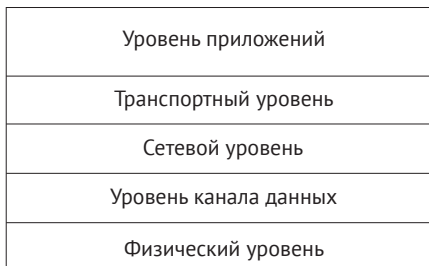 Уровень приложений
Транспортный уровень
Сетевой уровень
Уровень канала данных
Физический уровень